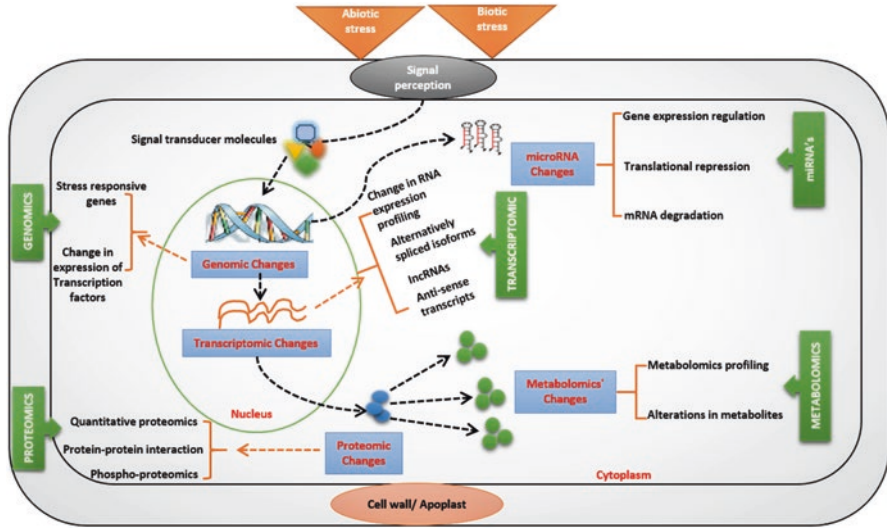 Abiotic
stress
Biotic
stress
Signal
perception
Signal transducer molecules
GENOMICS
Stress responsive
genes
Change in
expression of
Transcription
factors
Genomic Changes
Transcriptomic Changes
Nucleus
Change in RNA
expression
profiling
Alternatively
spliced isoforms
lncRNAs
Anti-sense
transcripts
TRANSCRIPTOMIC
microRNA
Changes
Gene expression regulation
Translational repression
mRNA degradation
miRNA's
Metabolomics'
Changes
Metabolomics profiling
Alterations in metabolites
METABOLOMICS
PROTEOMICS
Quantitative proteomics
Protein-protein interaction
Phospho-proteomics
Proteomic
Changes
Cytoplasm
Cell wall/ Apoplast